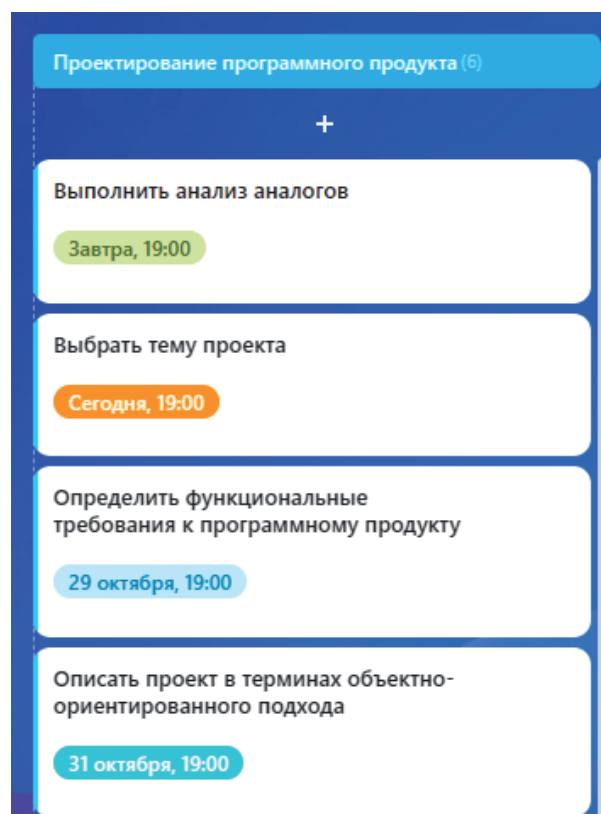 Проектирование программного продукта (6)
+
Выполнить анализ аналогов
Завтра, 19:00
Выбрать тему проекта
Сегодня, 19:00
Определить функциональные
требования к программному продукту
29 октября, 19:00
Описать проект в терминах объектно-
ориентированного подхода
31 октября, 19:00